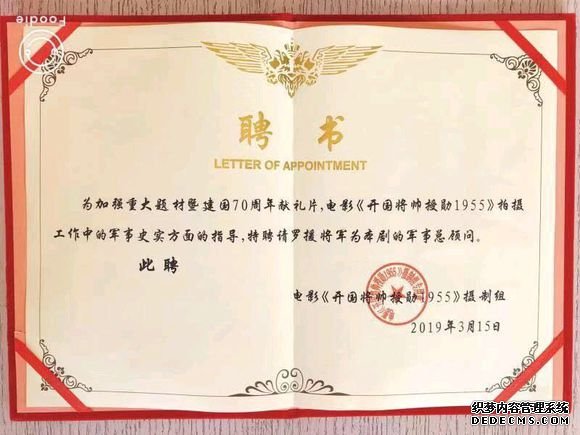 Foodie
聘 书
LETTER OF APPOINTMENT
为加强重大题材暨建国70周年献礼片,电影《开国将帅授勋1955》拍摄
工作中的军事史实方面的指导,特聘请罗援将军为本剧的军事总顾问。
此聘
电影《开国将帅授勋1955》摄制组
2019年3月15日
织梦内容管理系统
DEDECMS.COM